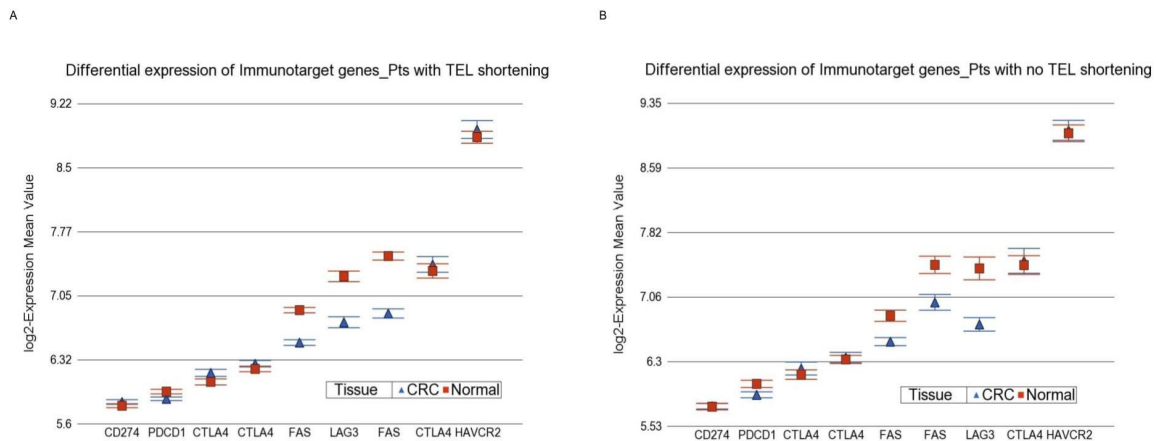 A
Differential expression of Immunotarget genes_Pts with TEL shortening
log2-Expression Mean Value
9.22
8.5
7.77
7.05
6.32
5.6
Tissue CRC Normal
CD274 PDCD1 CTLA4 CTLA4 FAS LAG3 FAS CTLA4 HAVCR2
B
Differential expression of Immunotarget genes_Pts with no TEL shortening
log2-Expression Mean Value
9.35
8.59
7.82
7.06
6.3
5.53
Tissue CRC Normal
CD274 PDCD1 CTLA4 CTLA4 FAS FAS LAG3 CTLA4 HAVCR2